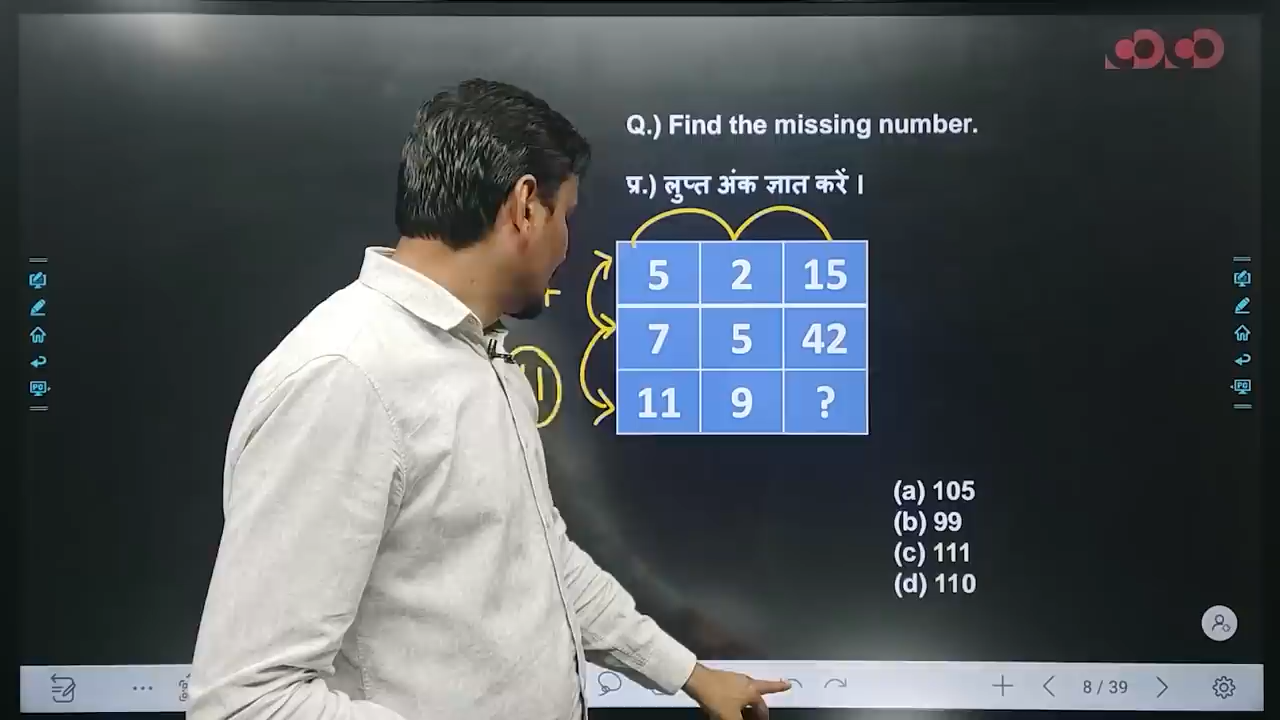 Q.) Find the missing number.
प्र.) लुप्त अंक ज्ञात करें ।
5 2 15
7 5 42
11 9 ?
(a) 105
(b) 99
(c) 111
(d) 110
8 / 39